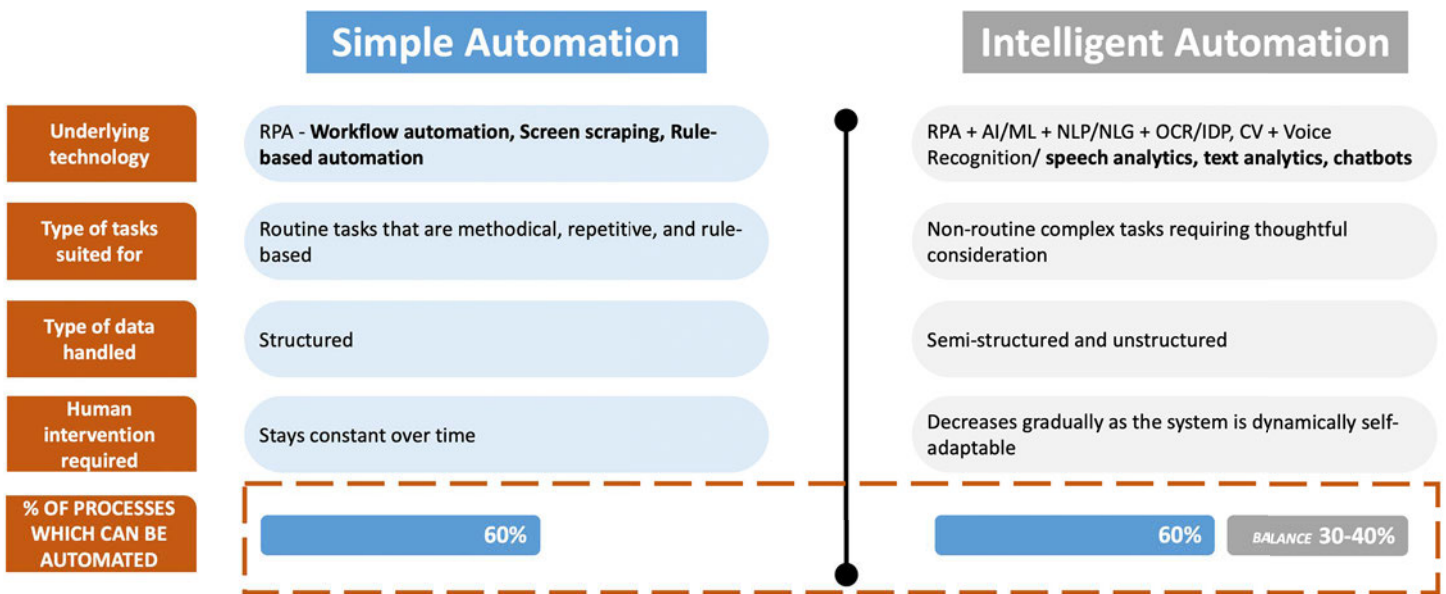 Simple Automation
Intelligent Automation
Underlying
technology
RPA - Workflow automation, Screen scraping, Rule-
based automation
RPA + AI/ML + NLP/NLG + OCR/IDP, CV + Voice
Recognition/ speech analytics, text analytics, chatbots
Type of tasks
suited for
Routine tasks that are methodical, repetitive, and rule-
based
Non-routine complex tasks requiring thoughtful
consideration
Type of data
handled
Structured
Semi-structured and unstructured
Human
intervention
required
Stays constant over time
Decreases gradually as the system is dynamically self-
adaptable
% OF PROCESSES
WHICH CAN BE
AUTOMATED
60%
60%
BALANCE 30-40%